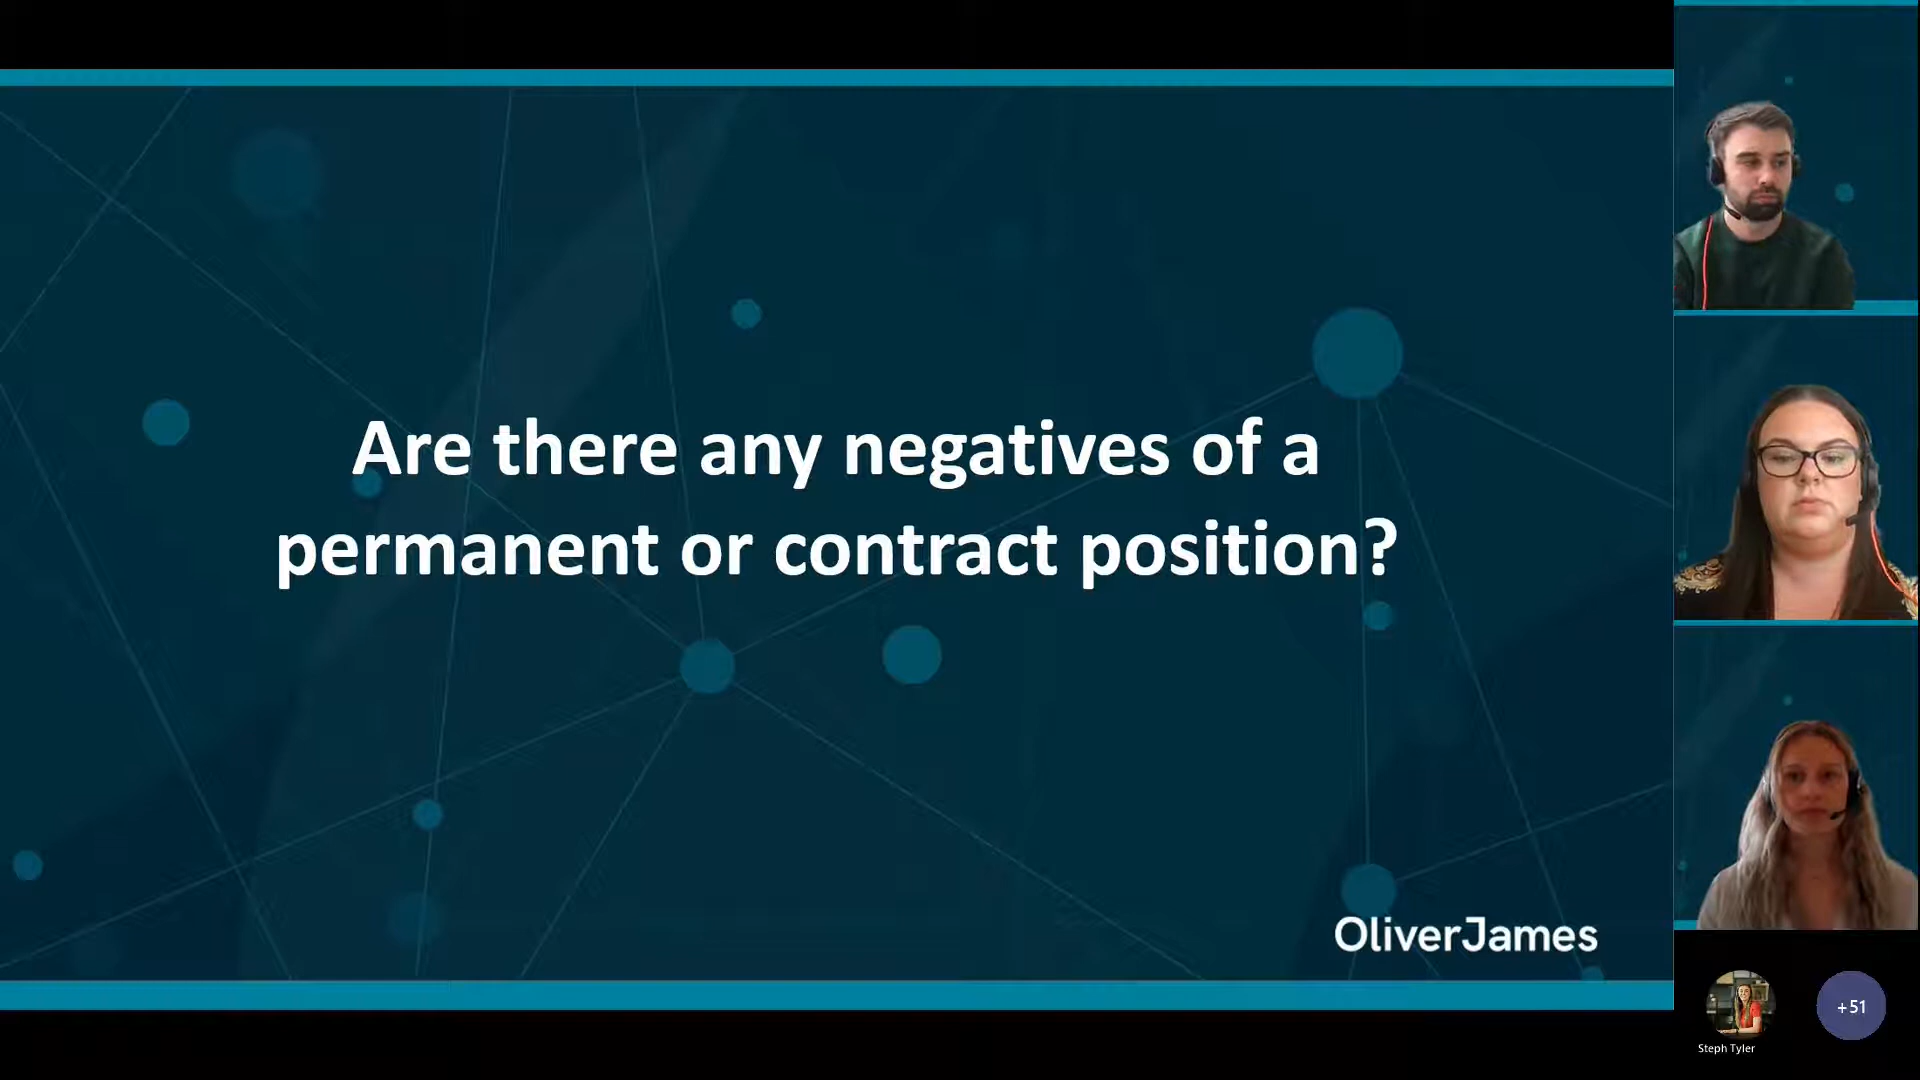 Are there any negatives of a
permanent or contract position?
OliverJames
Steph Tyler
+51